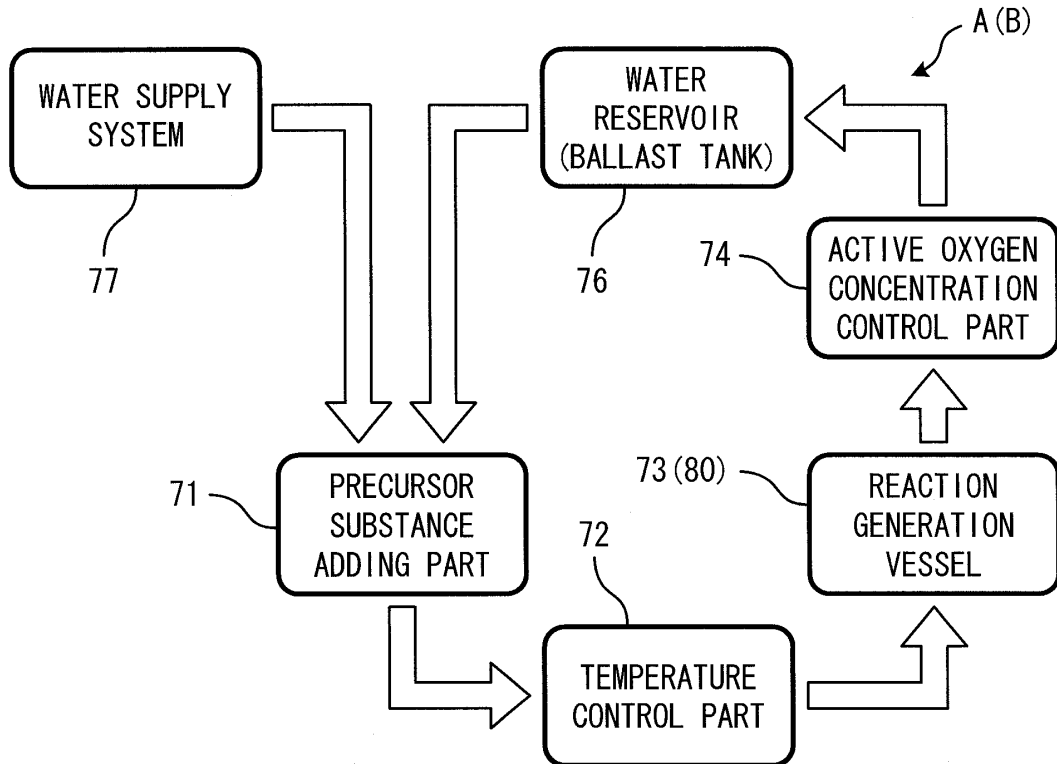 A(B)
WATER SUPPLY
SYSTEM
77
WATER
RESERVOIR
(BALLAST TANK)
76
74
ACTIVE OXYGEN
CONCENTRATION
CONTROL PART
71
PRECURSOR
SUBSTANCE
ADDING PART
73(80)
REACTION
GENERATION
VESSEL
72
TEMPERATURE
CONTROL PART